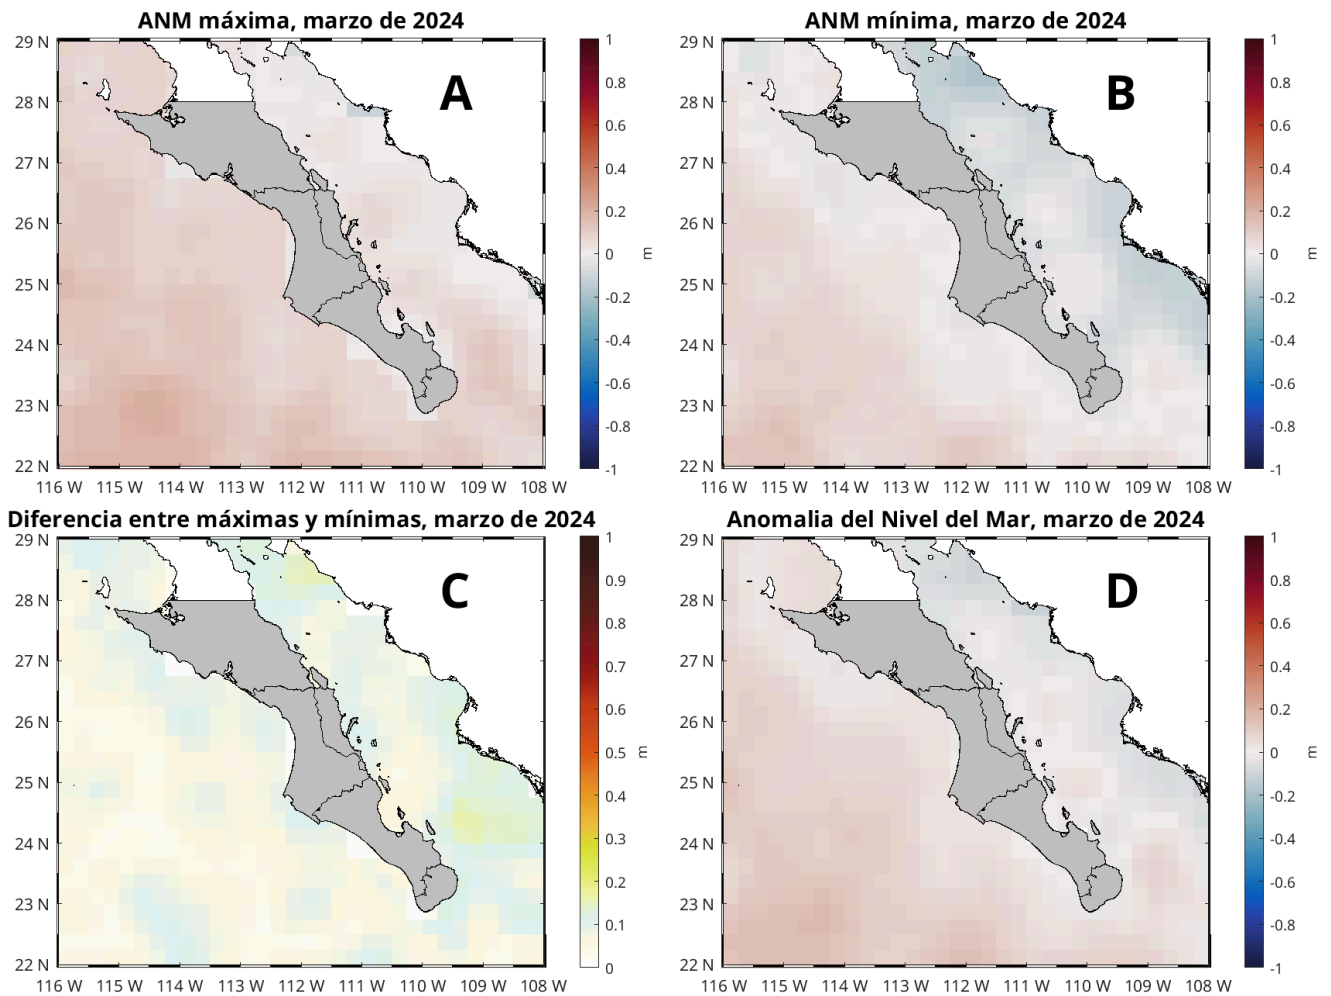 ANM máxima, marzo de 2024
ANM mínima, marzo de 2024
29 N
28 N
27 N
26 N
25 N
24 N
23 N
22 N
116 W 115 W 114 W 113 W 112 W 111 W 110 W 109 W 108 W
A
1
0.8
0.6
0.4
0.2
0
-0.2
-0.4
-0.6
-0.8
-1
m
29 N
28 N
27 N
26 N
25 N
24 N
23 N
22 N
116 W 115 W 114 W 113 W 112 W 111 W 110 W 109 W 108 W
B
1
0.8
0.6
0.4
0.2
0
-0.2
-0.4
-0.6
-0.8
-1
m
Diferencia entre máximas y mínimas, marzo de 2024
Anomalia del Nivel del Mar, marzo de 2024
29 N
28 N
27 N
26 N
25 N
24 N
23 N
22 N
116 W 115 W 114 W 113 W 112 W 111 W 110 W 109 W 108 W
C
1
0.9
0.8
0.7
0.6
0.5
0.4
0.3
0.2
0.1
0
m
29 N
28 N
27 N
26 N
25 N
24 N
23 N
22 N
116 W 115 W 114 W 113 W 112 W 111 W 110 W 109 W 108 W
D
1
0.8
0.6
0.4
0.2
0
-0.2
-0.4
-0.6
-0.8
-1
m